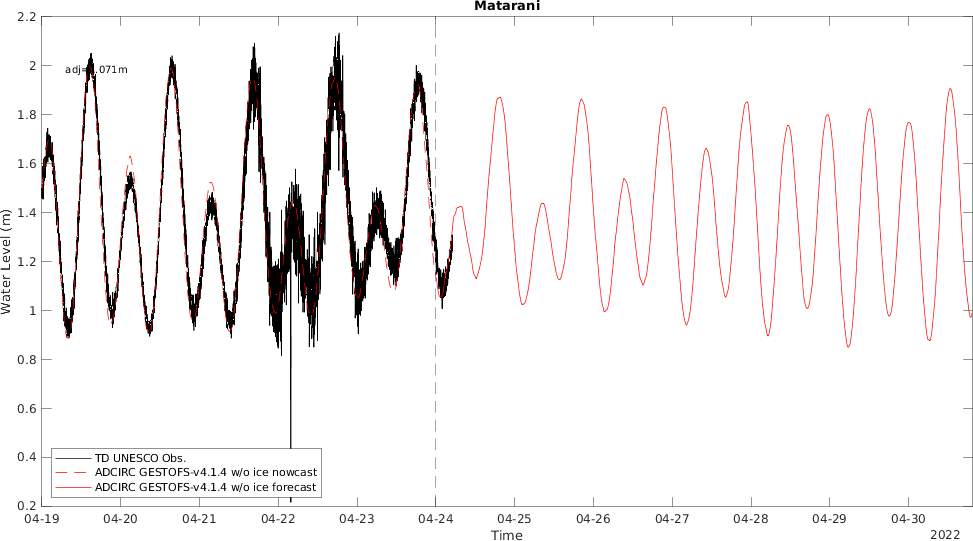 Matarani
2.2
2
1.8
1.6
1.4
1.2
1
0.8
0.6
0.4
0.2
Water Level (m)
071m
TD UNESCO Obs.
ADCIRC GESTOFS-v4.1.4 w/o ice nowcast
ADCIRC GESTOFS-v4.1.4 w/o ice forecast
04-19 04-20 04-21 04-22 04-23 04-24 04-25 04-26 04-27 04-28 04-29 04-30
2022
Time